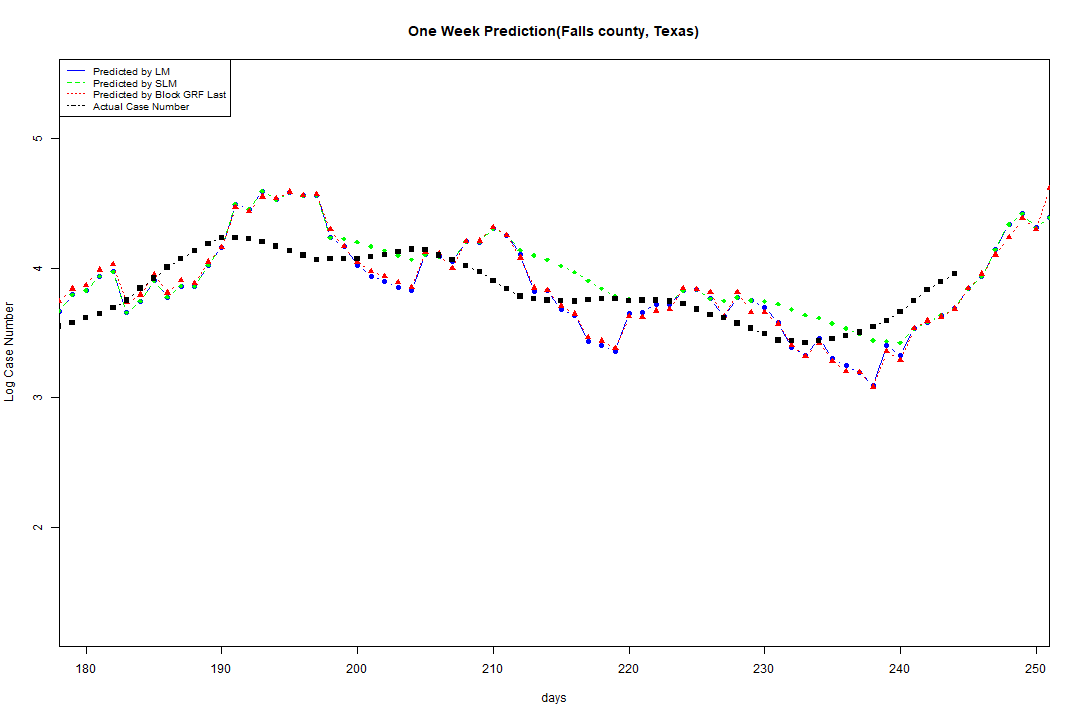 One Week Prediction(Falls county, Texas)
Predicted by LM
Predicted by SLM
Predicted by Block GRF Last
Actual Case Number
5
4
3
2
Log Case Number
180 190 200 210 220 230 240 250
days